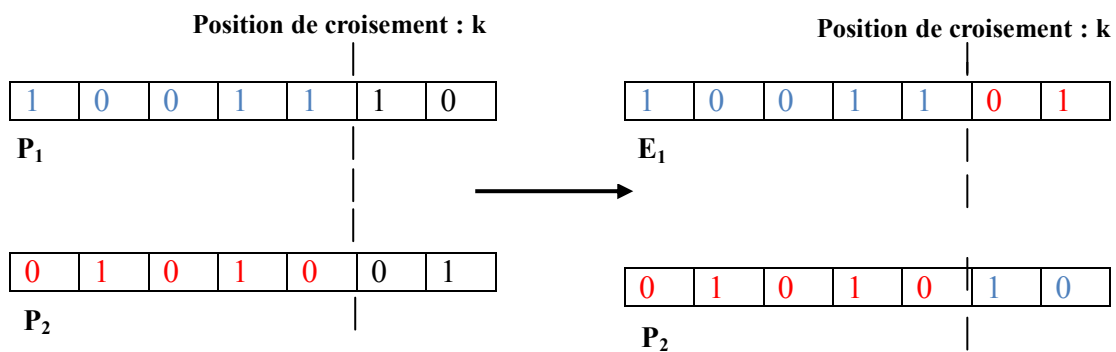 Position de croisement : k
1 0 0 1 1 1 0
P1
0 1 0 1 0 0 1
P2
Position de croisement : k
1 0 0 1 1 0 1
E1
0 1 0 1 0 1 0
P2